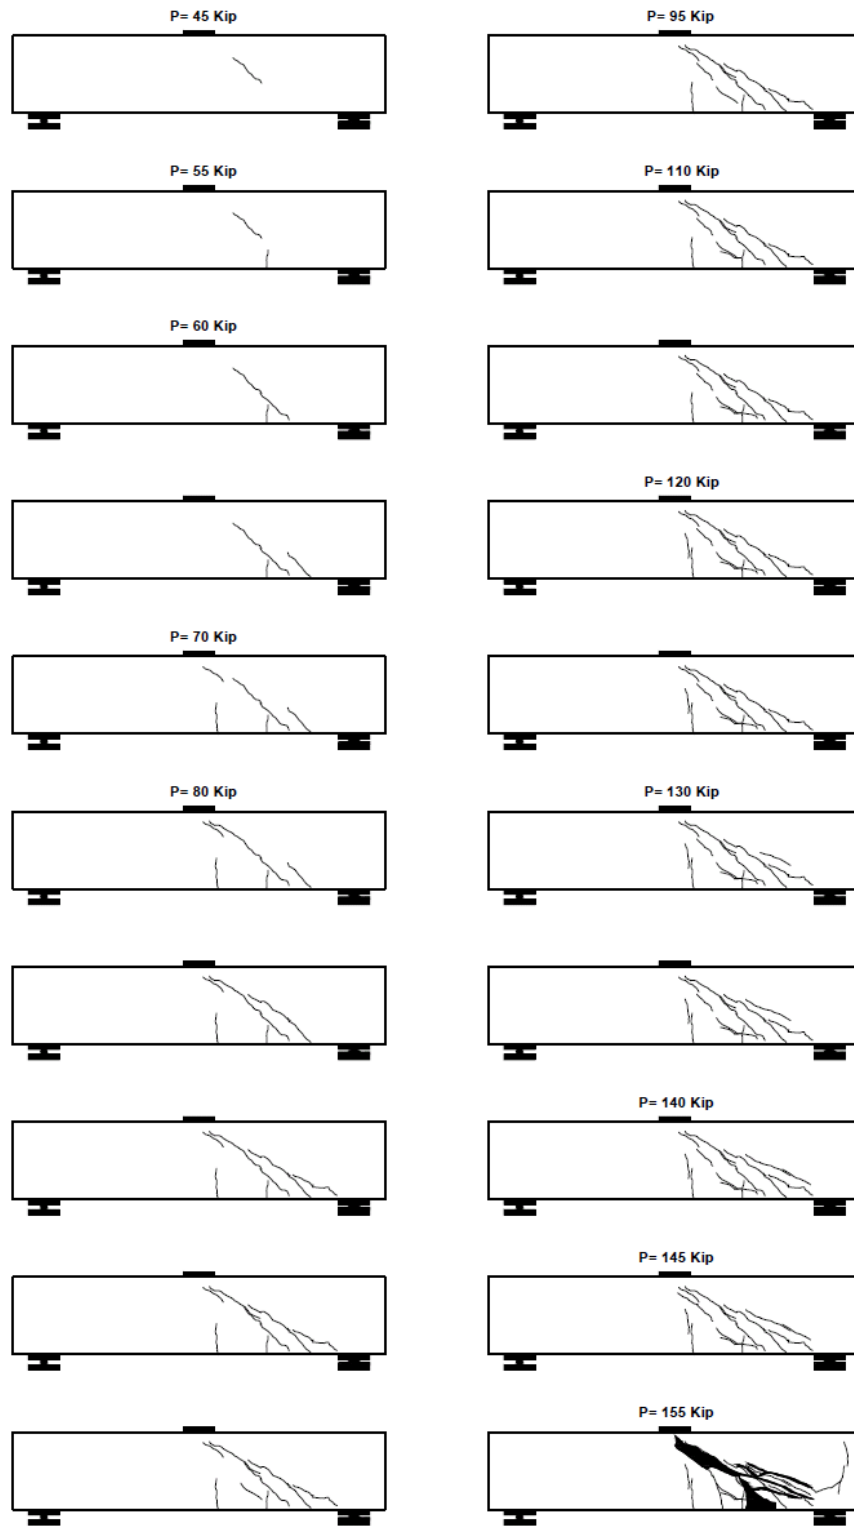 P= 45 Kip
P= 55 Kip
P= 60 Kip
P= 70 Kip
P= 80 Kip
P= 95 Kip
P= 110 Kip
P= 120 Kip
P= 130 Kip
P= 140 Kip
P= 145 Kip
P= 155 Kip